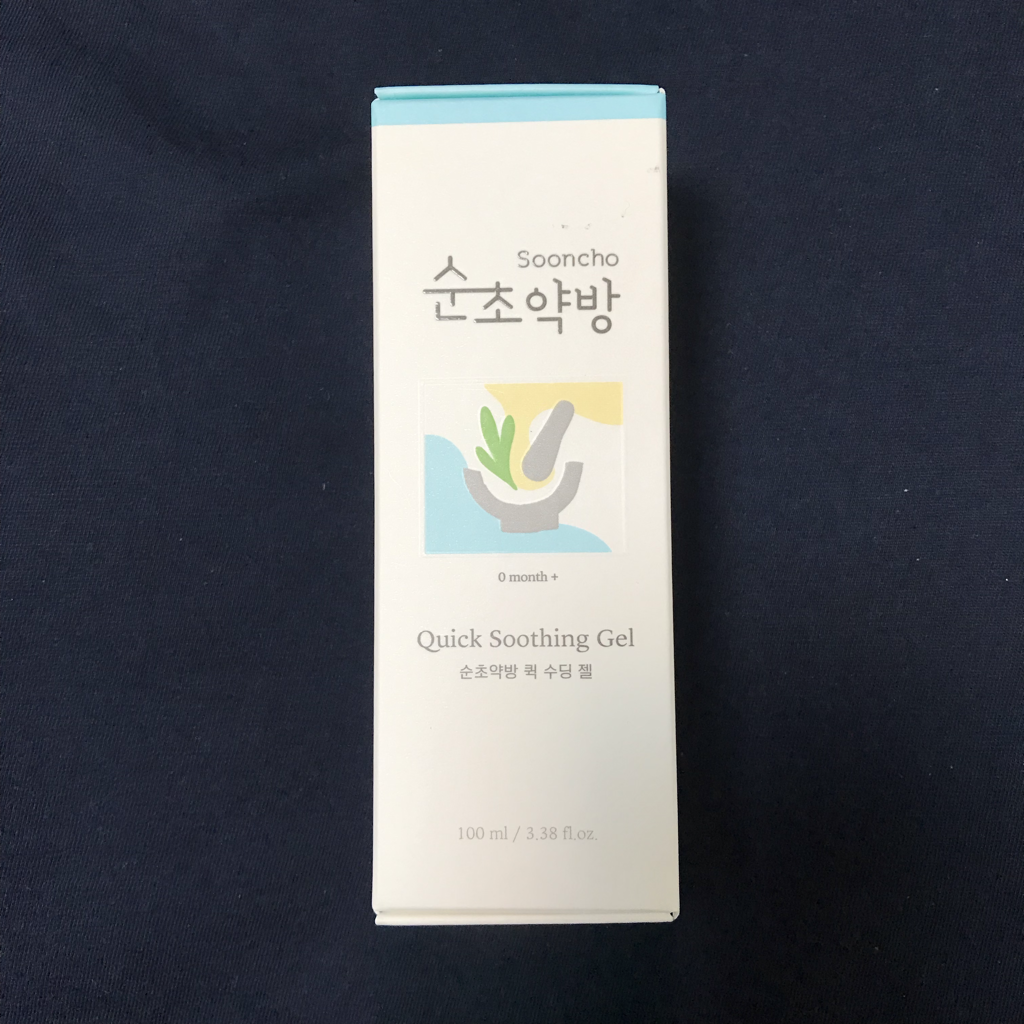 Sooncho
순초약방
0 month +
Quick Soothing Gel
순초약방 퀵 수딩 젤
100 ml / 3.38 fl.oz.